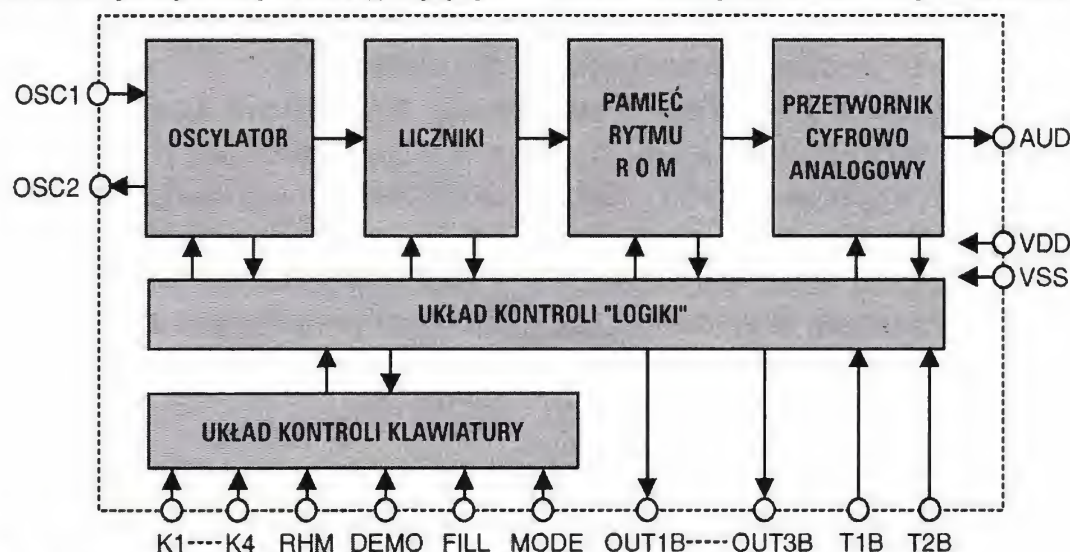 OSC1
OSC2
OSCYLATOR
LICZNIKI
PAMIĘĆ
RYTMU
R O M
PRZETWORNIK
CYFROWO
ANALOGOWY
AUD
VDD
VSS
UKŁAD KONTROLI "LOGIKI"
UKŁAD KONTROLI KLAWIATURY
K1----K4 RHM DEMO FILL MODE OUT1B-----OUT3B T1B T2B